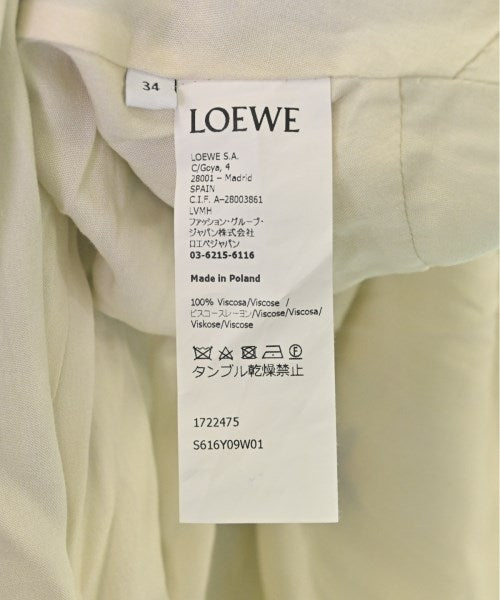 34
LOEWE
LOEWE S.A.
C/Goya, 4
28001 – Madrid
SPAIN
C.I.F. A-28003861
LVMH
ファッション・グループ・
ジャパン株式会社
ロエベジャパン
03-6215-6116
Made in Poland
100% Viscosa/Viscose /
ビスコースレーヨン/Viscose/Viscosa/
Viskose/Viscose
タンブル乾燥禁止
1722475
S616Y09W01